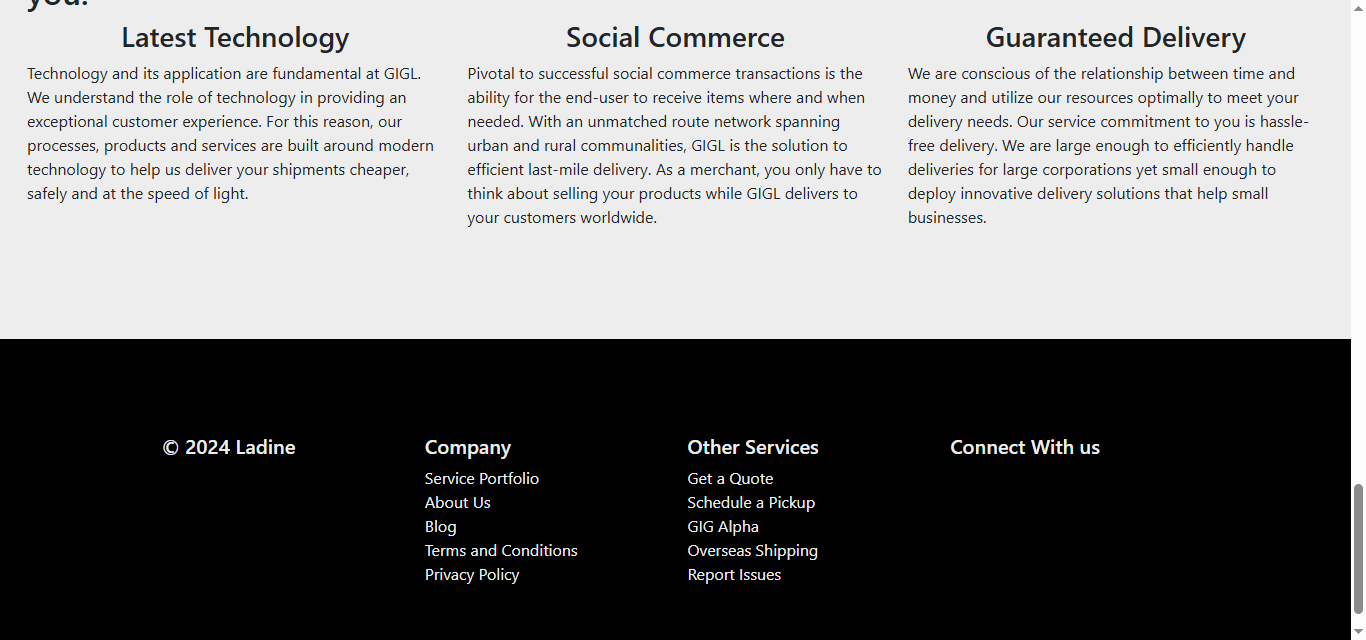 you.
Latest Technology
Technology and its application are fundamental at GIGL.
We understand the role of technology in providing an
exceptional customer experience. For this reason, our
processes, products and services are built around modern
technology to help us deliver your shipments cheaper,
safely and at the speed of light.
Social Commerce
Pivotal to successful social commerce transactions is the
ability for the end-user to receive items where and when
needed. With an unmatched route network spanning
urban and rural communalities, GIGL is the solution to
efficient last-mile delivery. As a merchant, you only have to
think about selling your products while GIGL delivers to
your customers worldwide.
Guaranteed Delivery
We are conscious of the relationship between time and
money and utilize our resources optimally to meet your
delivery needs. Our service commitment to you is hassle-
free delivery. We are large enough to efficiently handle
deliveries for large corporations yet small enough to
deploy innovative delivery solutions that help small
businesses.
© 2024 Ladine
Company
Service Portfolio
About Us
Blog
Terms and Conditions
Privacy Policy
Other Services
Get a Quote
Schedule a Pickup
GIG Alpha
Overseas Shipping
Report Issues
Connect With us